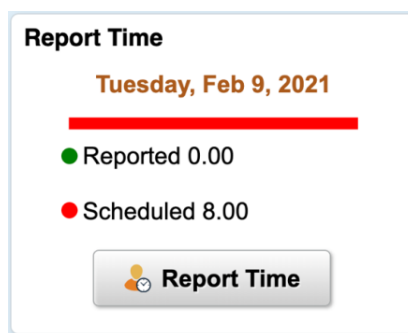 Report Time
Tuesday, Feb 9, 2021
Reported 0.00
Scheduled 8.00
Report Time